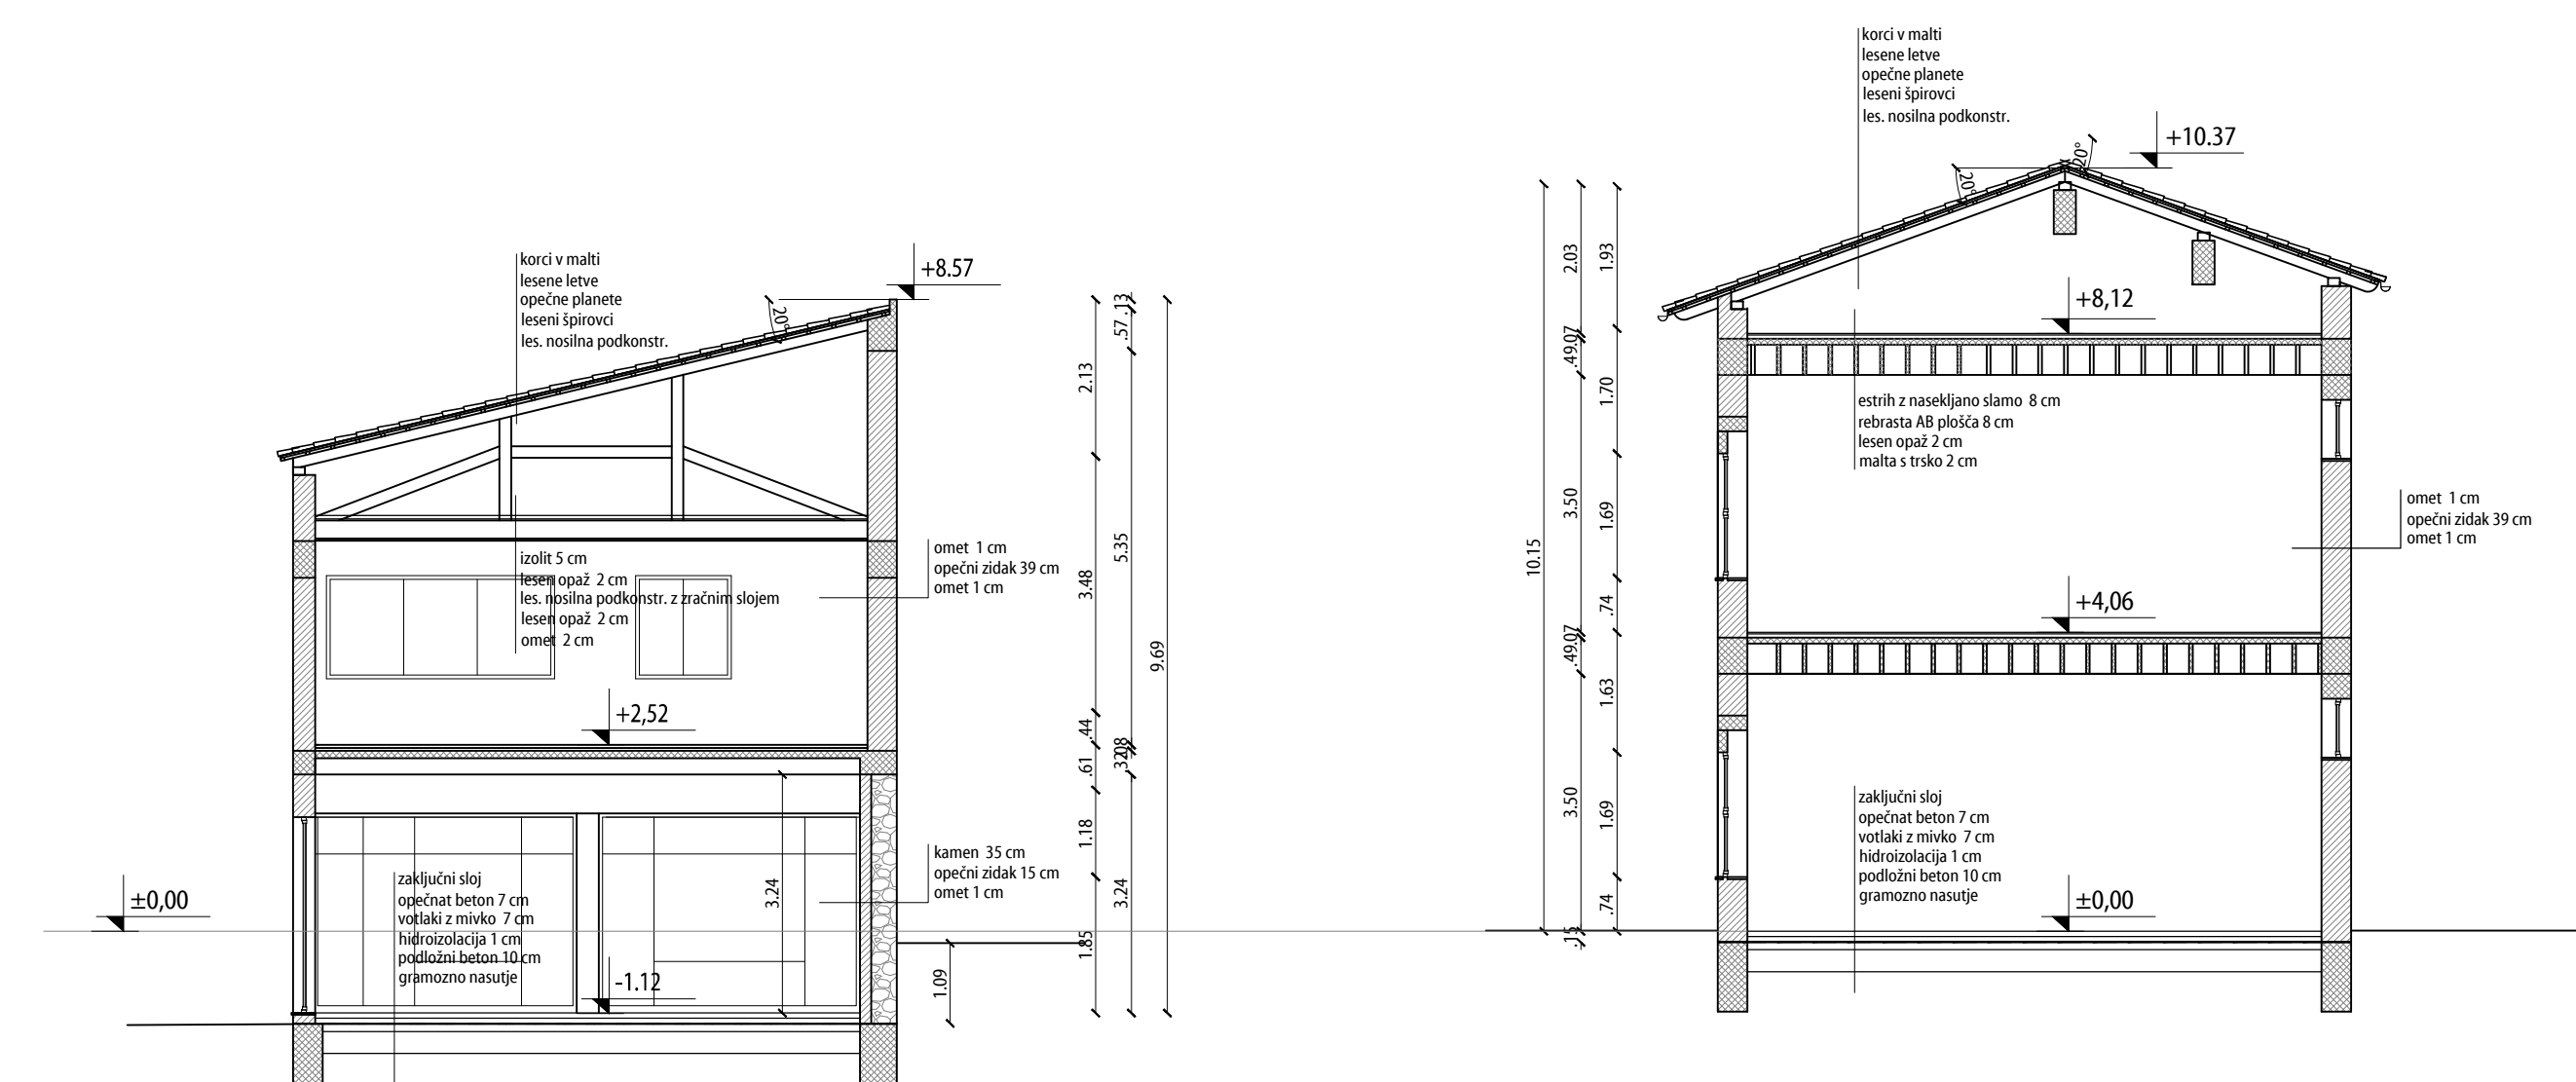 korci v malti
lesene letve
opečne planete
leseni špirovci
les. nosilna podkonstr.
+8.57
20°
izolit 5 cm
lesen opaž 2 cm
les. nosilna podkonstr. z zračnim slojem
lesen opaž 2 cm
omet 2 cm
omet 1 cm
opečni zidak 39 cm
omet 1 cm
+2,52
kamen 35 cm
opečni zidak 15 cm
omet 1 cm
zaključni sloj
opečnat beton 7 cm
votlaki z mivko 7 cm
hidroizolacija 1 cm
podložni beton 10 cm
gramozno nasutje
±0,00
-1.12
3.24
1.09
2.13
3.48
.44
.61
1.18
1.85
.13
.57
5.35
.08
.32
3.24
9.69
korci v malti
lesene letve
opečne planete
leseni špirovci
les. nosilna podkonstr.
+10.37
20°
20°
+8,12
estrih z nasekljano slamo 8 cm
rebrasta AB plošča 8 cm
lesen opaž 2 cm
malta s trsko 2 cm
omet 1 cm
opečni zidak 39 cm
omet 1 cm
+4,06
zaključni sloj
opečnat beton 7 cm
votlaki z mivko 7 cm
hidroizolacija 1 cm
podložni beton 10 cm
gramozno nasutje
±0,00
10.15
2.03
.07
.49
3.50
.07
.49
3.50
.15
1.93
1.70
1.69
.74
1.63
1.69
.74